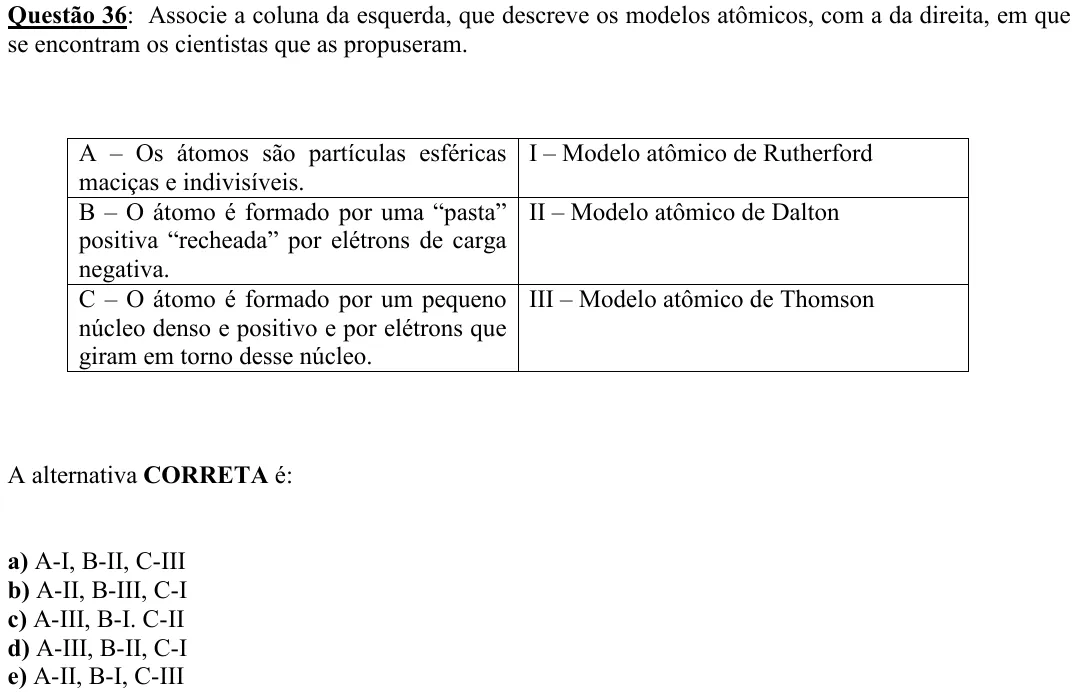 Questão 36: Associe a coluna da esquerda, que descreve os modelos atômicos, com a da direita, em que
se encontram os cientistas que as propuseram.
A – Os átomos são partículas esféricas
maciças e indivisíveis.
I – Modelo atômico de Rutherford
B – O átomo é formado por uma “pasta”
positiva “recheada” por elétrons de carga
negativa.
II – Modelo atômico de Dalton
C – O átomo é formado por um pequeno
núcleo denso e positivo e por elétrons que
giram em torno desse núcleo.
III – Modelo atômico de Thomson
A alternativa CORRETA é:
a) A-I, B-II, C-III
b) A-II, B-III, C-I
c) A-III, B-I. C-II
d) A-III, B-II, C-I
e) A-II, B-I, C-III